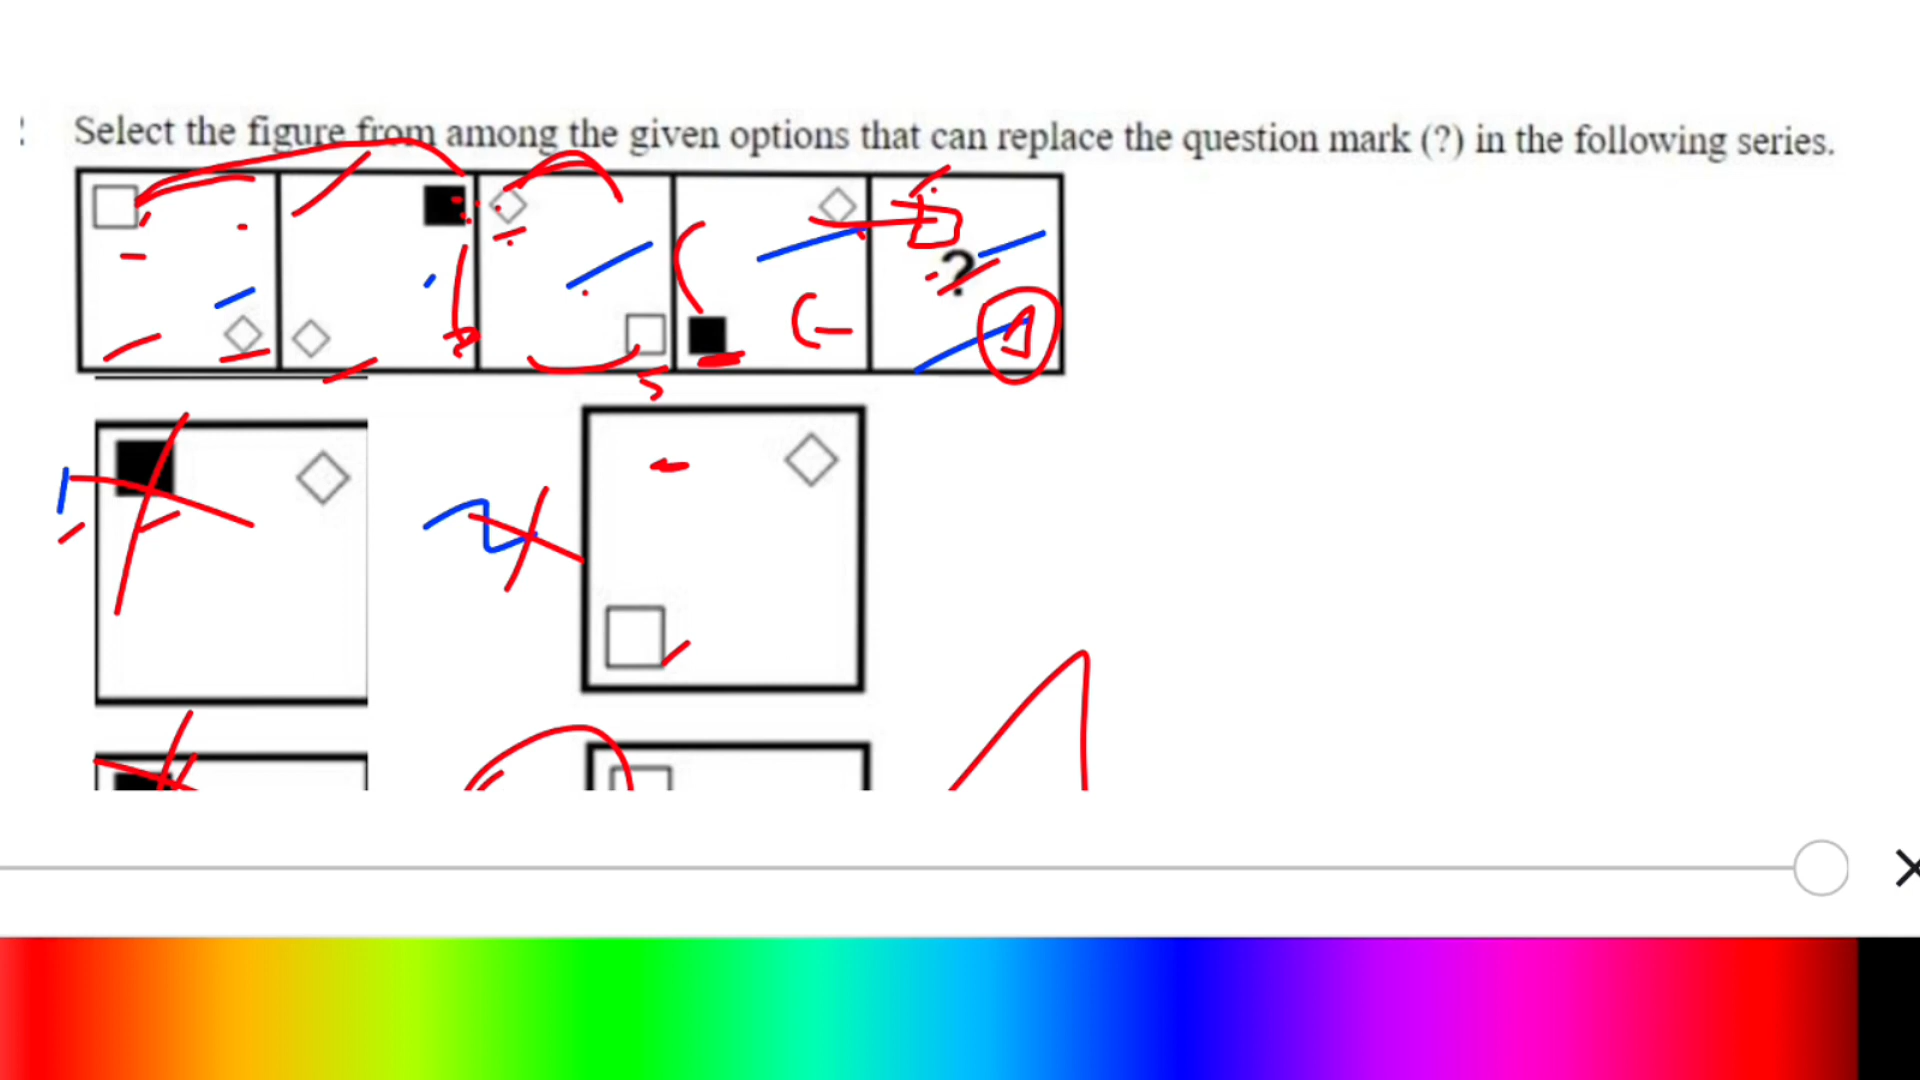 : Select the figure from among the given options that can replace the question mark (?) in the following series.
?